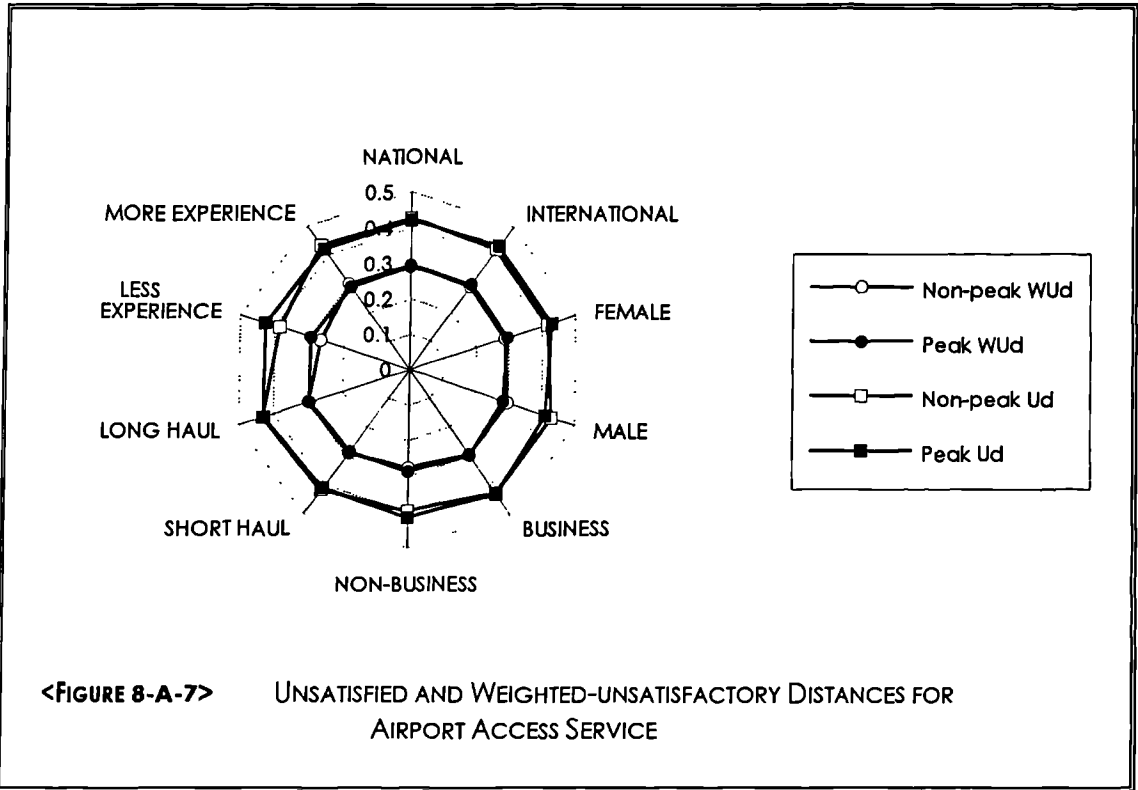 NATIONAL
0.5
MORE EXPERIENCE
INTERNATIONAL
0.4
0.3
LESS
EXPERIENCE
0.2
FEMALE
0.1
0
LONG HAUL
MALE
SHORT HAUL
BUSINESS
NON-BUSINESS
Non-peak WUd
Peak WUd
Non-peak Ud
Peak Ud
<FIGURE 8-A-7> UNSATISFIED AND WEIGHTED-UNSATISFACTORY DISTANCES FOR
AIRPORT ACCESS SERVICE